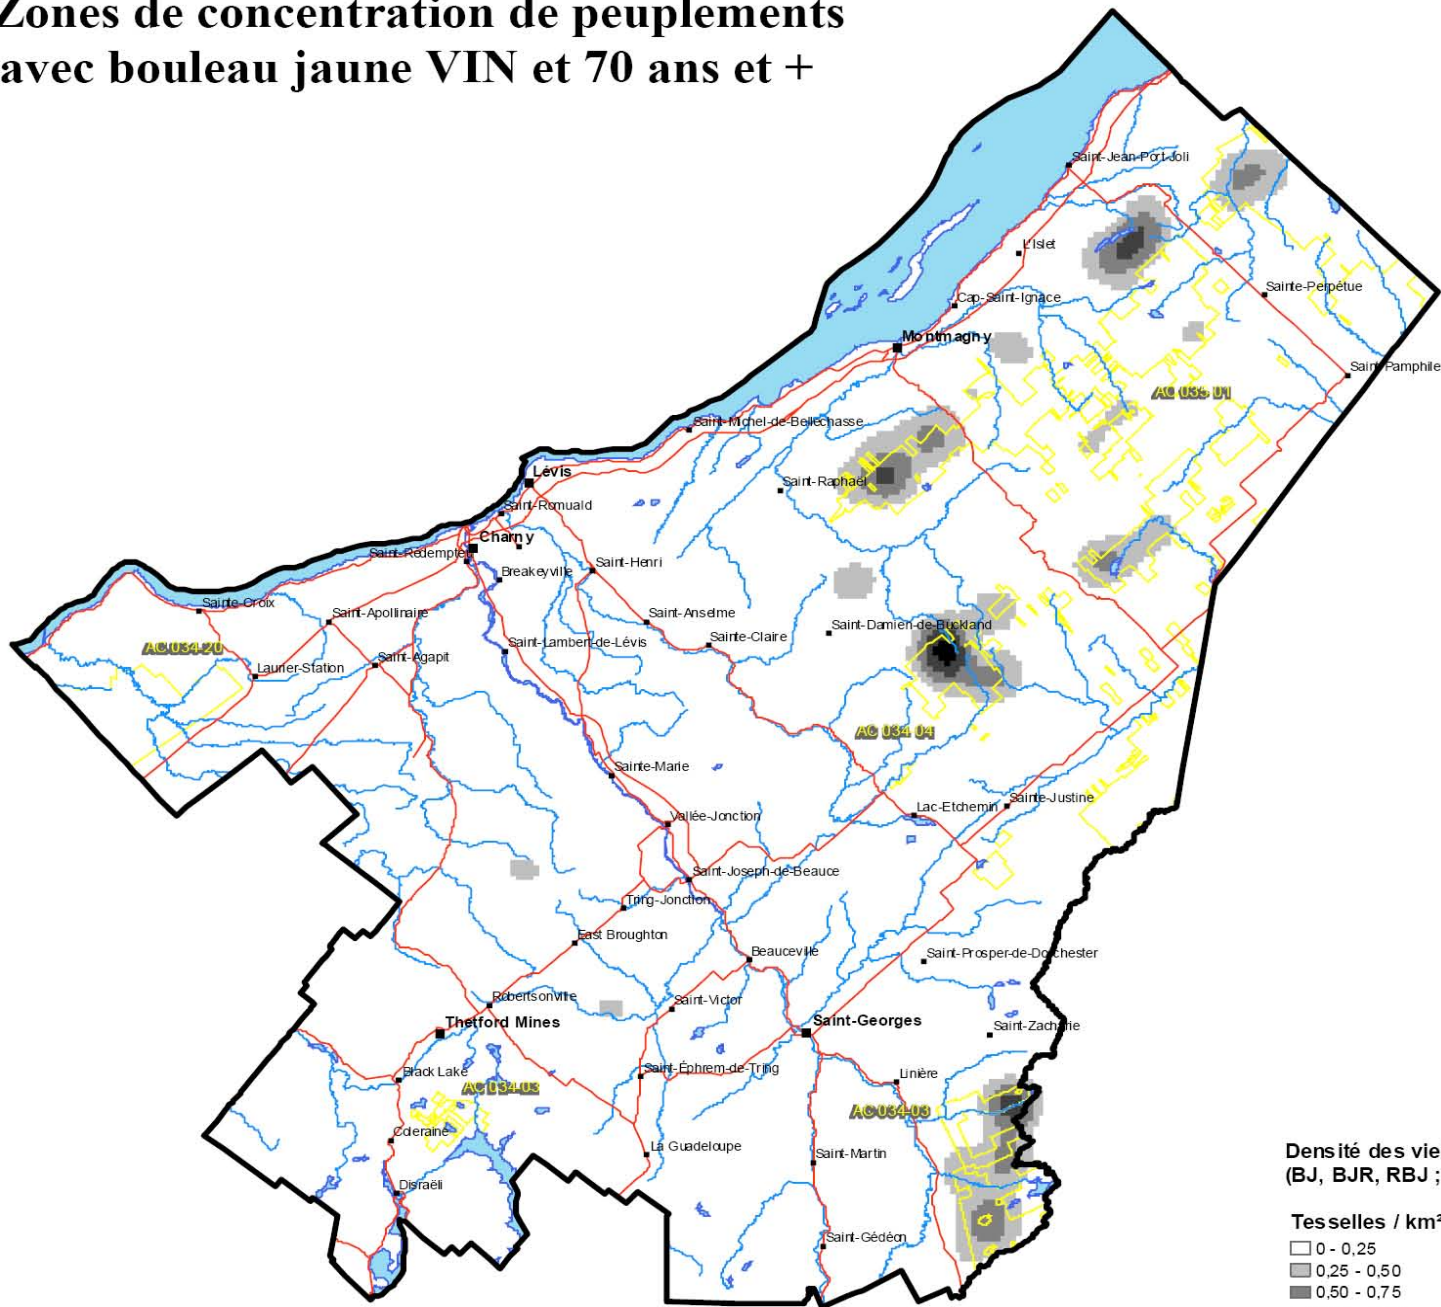 Zones de concentration de peuplements
avec bouleau jaune VIN et 70 ans et +
Saint-Jean-Port-Joli
L'Islet
Sainte-Perpétue
Cap-Saint-Ignace
Montmagny
Saint-Pamphile
AC 035 01
Saint-Michel-de-Bellechasse
Lévis
Saint-Raphaël
Saint-Romuald
Charny
Saint-Rédempteur
Saint-Henri
Breakeyville
Sainte-Croix
Saint-Apollinaire
Saint-Anselme
Saint-Damien-de-Buckland
Sainte-Claire
Saint-Lambert-de-Lévis
AC 034-20
Saint-Agapit
Laurier-Station
AC 034 04
Sainte-Marie
Lac-Etchemin
Sainte-Justine
Vallée-Jonction
Saint-Joseph-de-Beauce
Tring-Jonction
East Broughton
Beauceville
Saint-Prosper-de-Dorchester
Robertsonville
Saint-Victor
Thetford Mines
Saint-Georges
Saint-Zacharie
Black Lake
Saint-Éphrem-de-Tring
Linière
AC 034-03
AC 034-03
Coleraine
La Guadeloupe
Saint-Martin
Disraëli
Saint-Gédéon
Densité des vie
(BJ, BJR, RBJ ;
Tesselles / km²
0 - 0,25
0,25 - 0,50
0,50 - 0,75